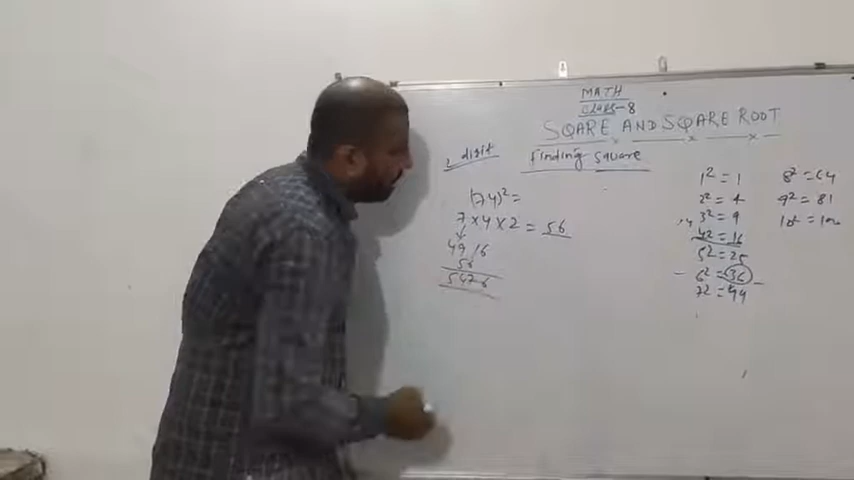 MATH
CLASS-8
SQARE AND SQARE ROOT
Finding square
2 digit
(74)²=
7×4×2 = 56
49/16
56
5476
1² = 1
2² = 4
3² = 9
4² = 16
5² = 25
6² = 36
7² = 49
8² = 64
9² = 81
10² = 100